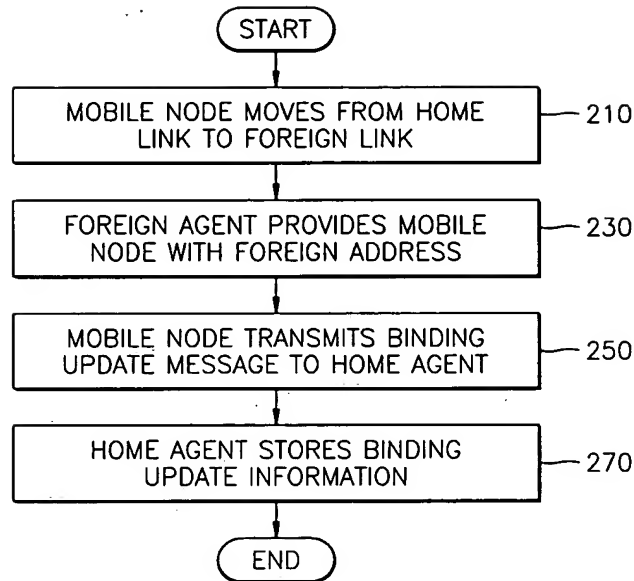 START
MOBILE NODE MOVES FROM HOME
LINK TO FOREIGN LINK
210
FOREIGN AGENT PROVIDES MOBILE
NODE WITH FOREIGN ADDRESS
230
MOBILE NODE TRANSMITS BINDING
UPDATE MESSAGE TO HOME AGENT
250
HOME AGENT STORES BINDING
UPDATE INFORMATION
270
END